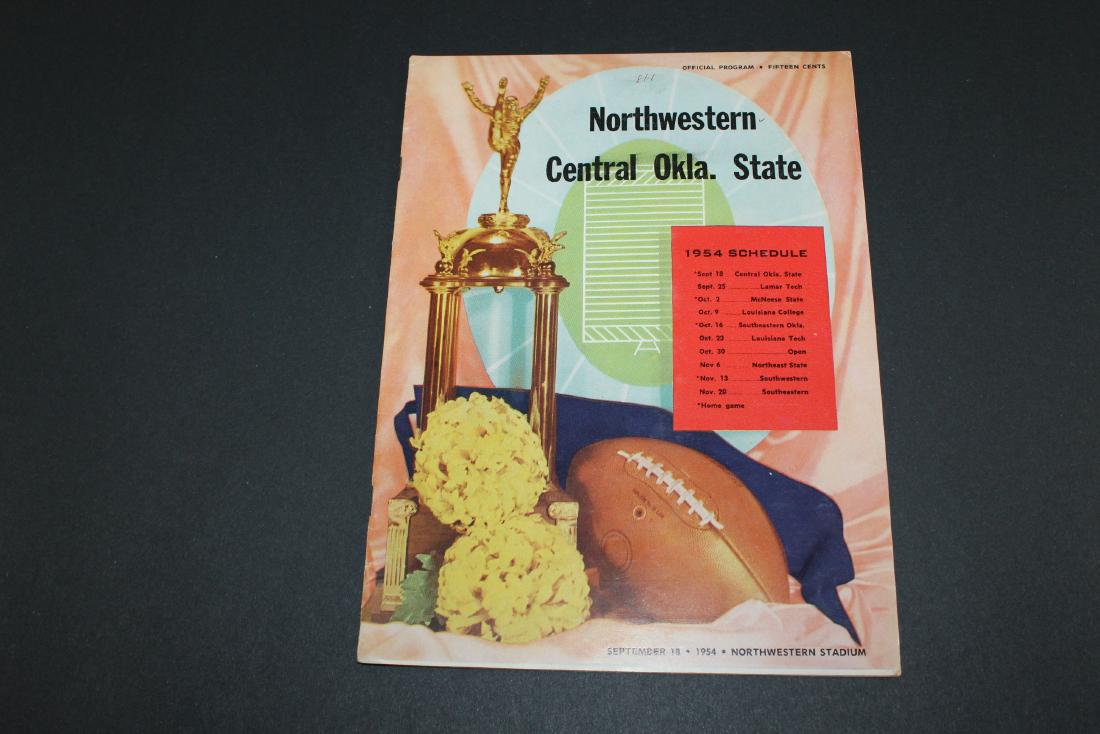 OFFICIAL PROGRAM • FIFTEEN CENTS
Northwestern
Central Okla. State
1954 SCHEDULE
*Sept 18 Central Okla. State
Sept. 25 Lamar Tech
*Oct. 2 McNeese State
Oct. 9 Louisiana College
*Oct. 16 Southeastern Okla.
Oct. 23 Louisiana Tech
Oct. 30 Open
Nov 6 Northeast State
*Nov. 13 Southwestern
Nov. 20 Southeastern
*Home game
SEPTEMBER 18 • 1954 • NORTHWESTERN STADIUM